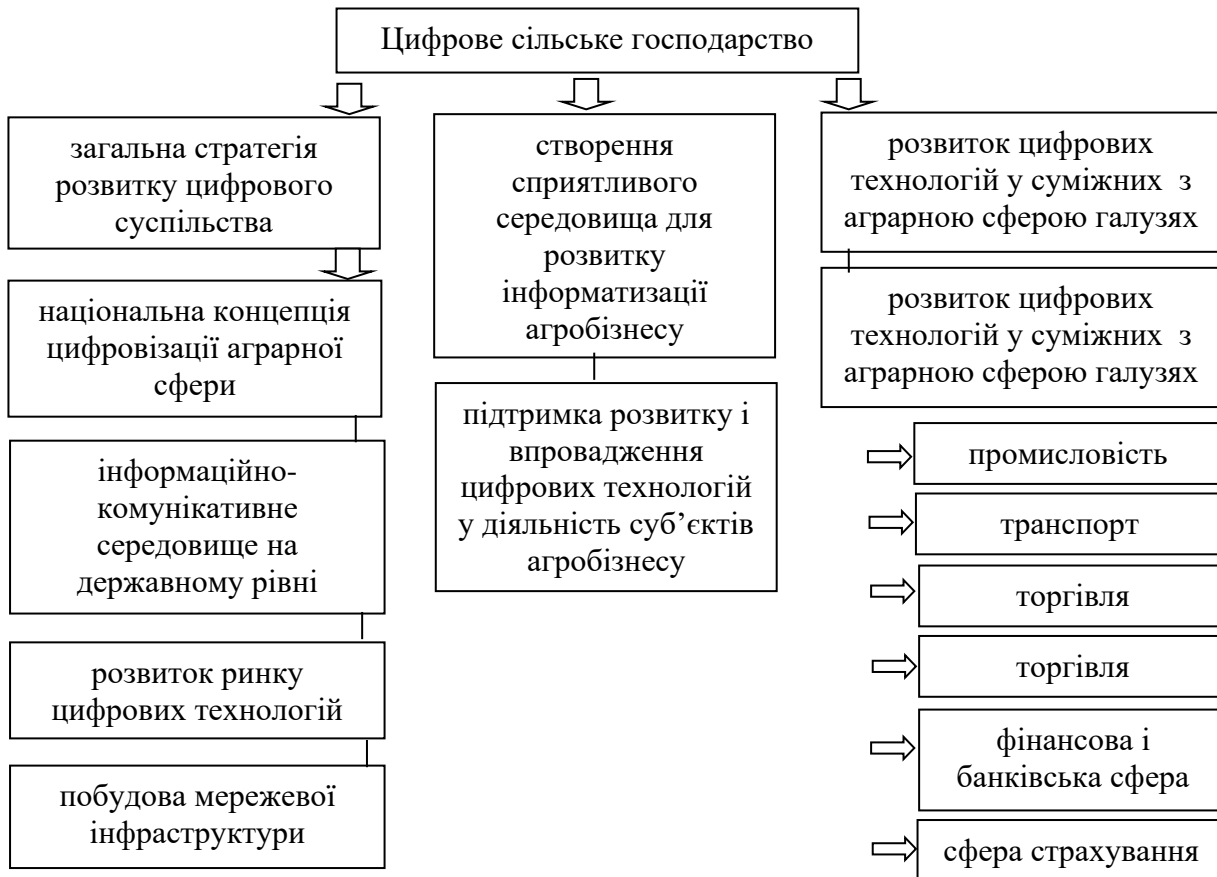 Цифрове сільське господарство
загальна стратегія
розвитку цифрового
суспільства
національна концепція
цифровізації аграрної
сфери
інформаційно-
комунікативне
середовище на
державному рівні
розвиток ринку
цифрових технологій
побудова мережевої
інфраструктури
створення
сприятливого
середовища для
розвитку
інформатизації
агробізнесу
підтримка розвитку і
впровадження
цифрових технологій
у діяльність суб’єктів
агробізнесу
розвиток цифрових
технологій у суміжних з
аграрною сферою галузях
розвиток цифрових
технологій у суміжних з
аграрною сферою галузях
промисловість
транспорт
торгівля
торгівля
фінансова і
банківська сфера
сфера страхування